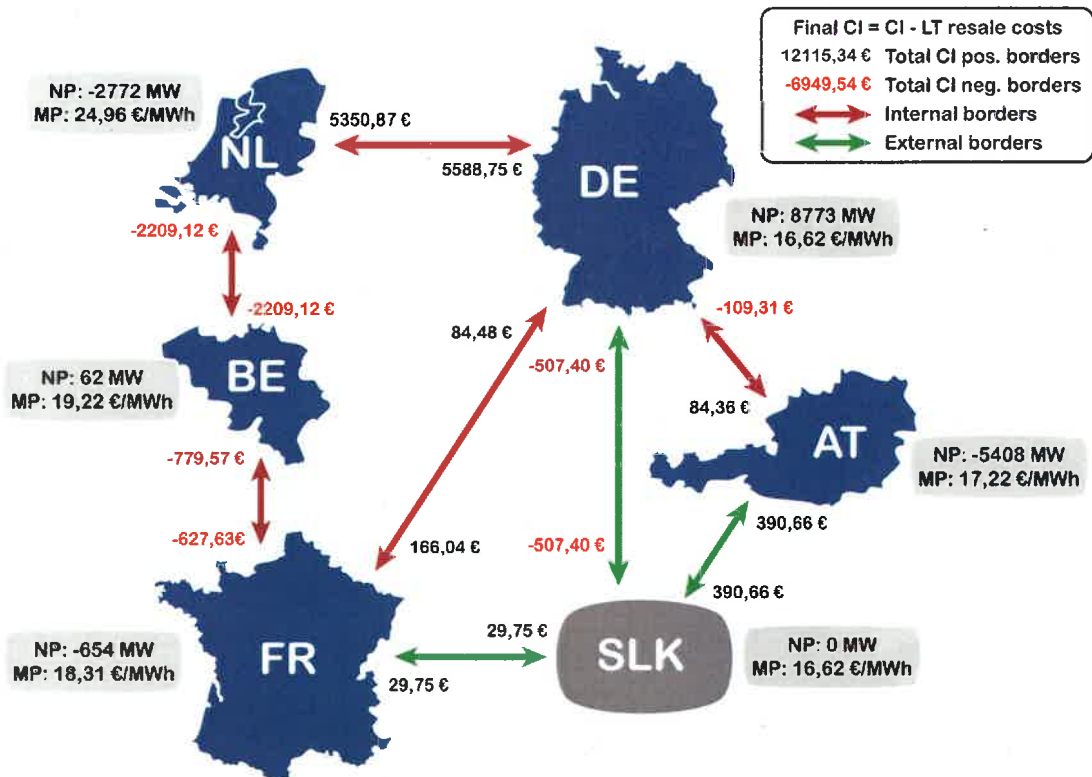 Final CI = CI - LT resale costs
12115,34 € Total CI pos. borders
-6949,54 € Total CI neg. borders
Internal borders
External borders
NP: -2772 MW
MP: 24,96 €/MWh
NL
5350,87 €
5588,75 €
DE
NP: 8773 MW
MP: 16,62 €/MWh
-2209,12 €
-2209,12 €
84,48 €
-507,40 €
-109,31 €
NP: 62 MW
MP: 19,22 €/MWh
BE
84,36 €
AT
NP: -5408 MW
MP: 17,22 €/MWh
-779,57 €
-627,63€
166,04 €
-507,40 €
390,66 €
390,66 €
NP: -654 MW
MP: 18,31 €/MWh
FR
29,75 €
29,75 €
SLK
NP: 0 MW
MP: 16,62 €/MWh